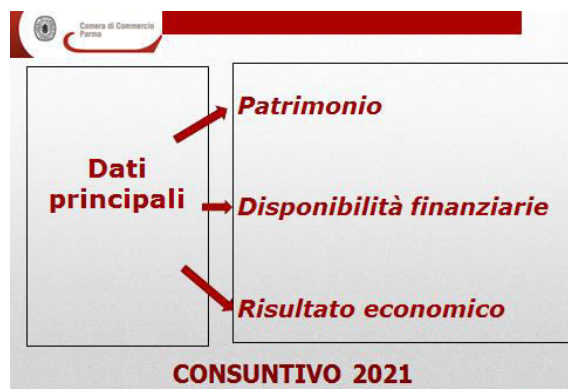 Camera di Commercio
Parma
Dati
principali
Patrimonio
Disponibilità finanziarie
Risultato economico
CONSUNTIVO 2021